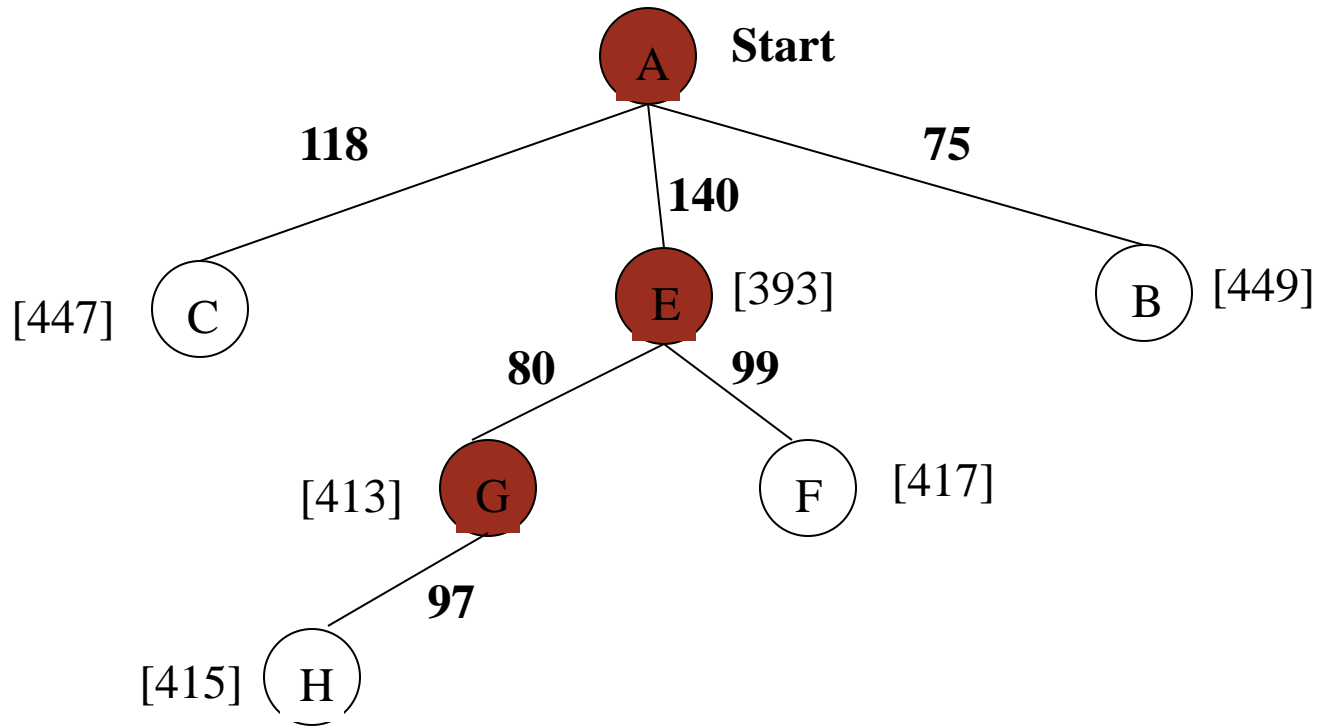 A Start
118
75
140
[447] C
E [393]
B [449]
80
99
[413] G
F [417]
97
[415] H